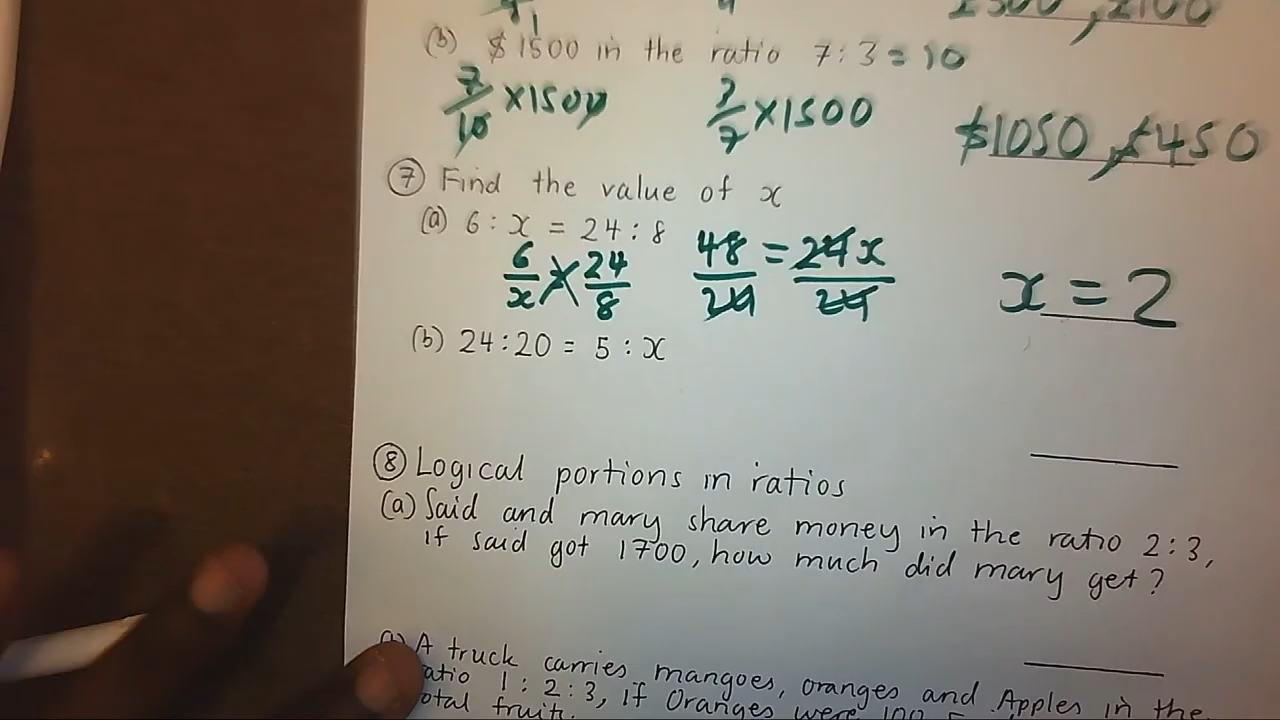 2100
(b) $1500 in the ratio 7:3 = 10
7/10 ×1500 3/7 ×1500 $1050, $450
⑦ Find the value of x
(a) 6 : x = 24 : 8
6/x 24/8 48/24 = 24x/24 x = 2
(b) 24:20 = 5 : x
⑧ Logical portions in ratios
(a) Said and mary share money in the ratio 2:3,
if said got 1700, how much did mary get?
A truck carries mangoes, oranges and Apples in the
1:2:3, if Oranges were